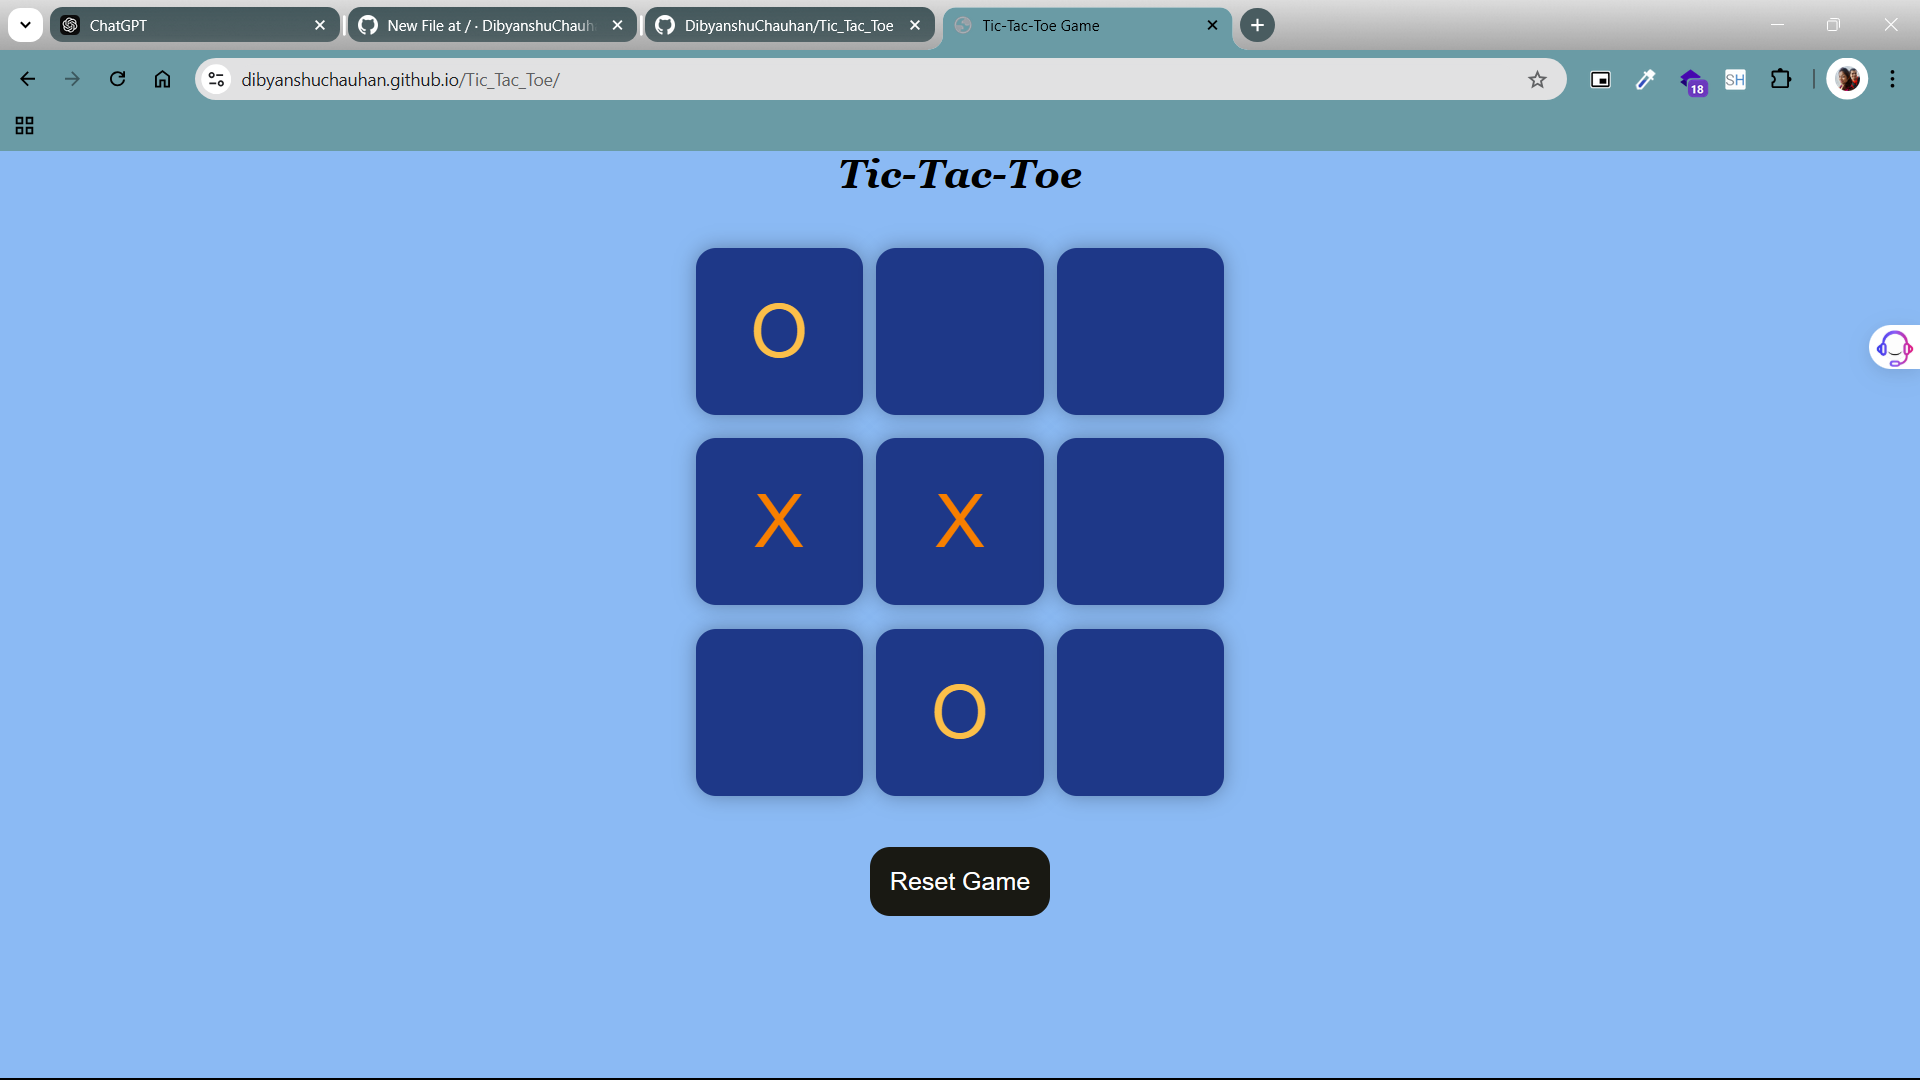 ChatGPT
New File at / · DibyanshuChauh
DibyanshuChauhan/Tic_Tac_Toe
Tic-Tac-Toe Game
dibyanshuchauhan.github.io/Tic_Tac_Toe/
18
SH
Tic-Tac-Toe
O
X X
O
Reset Game